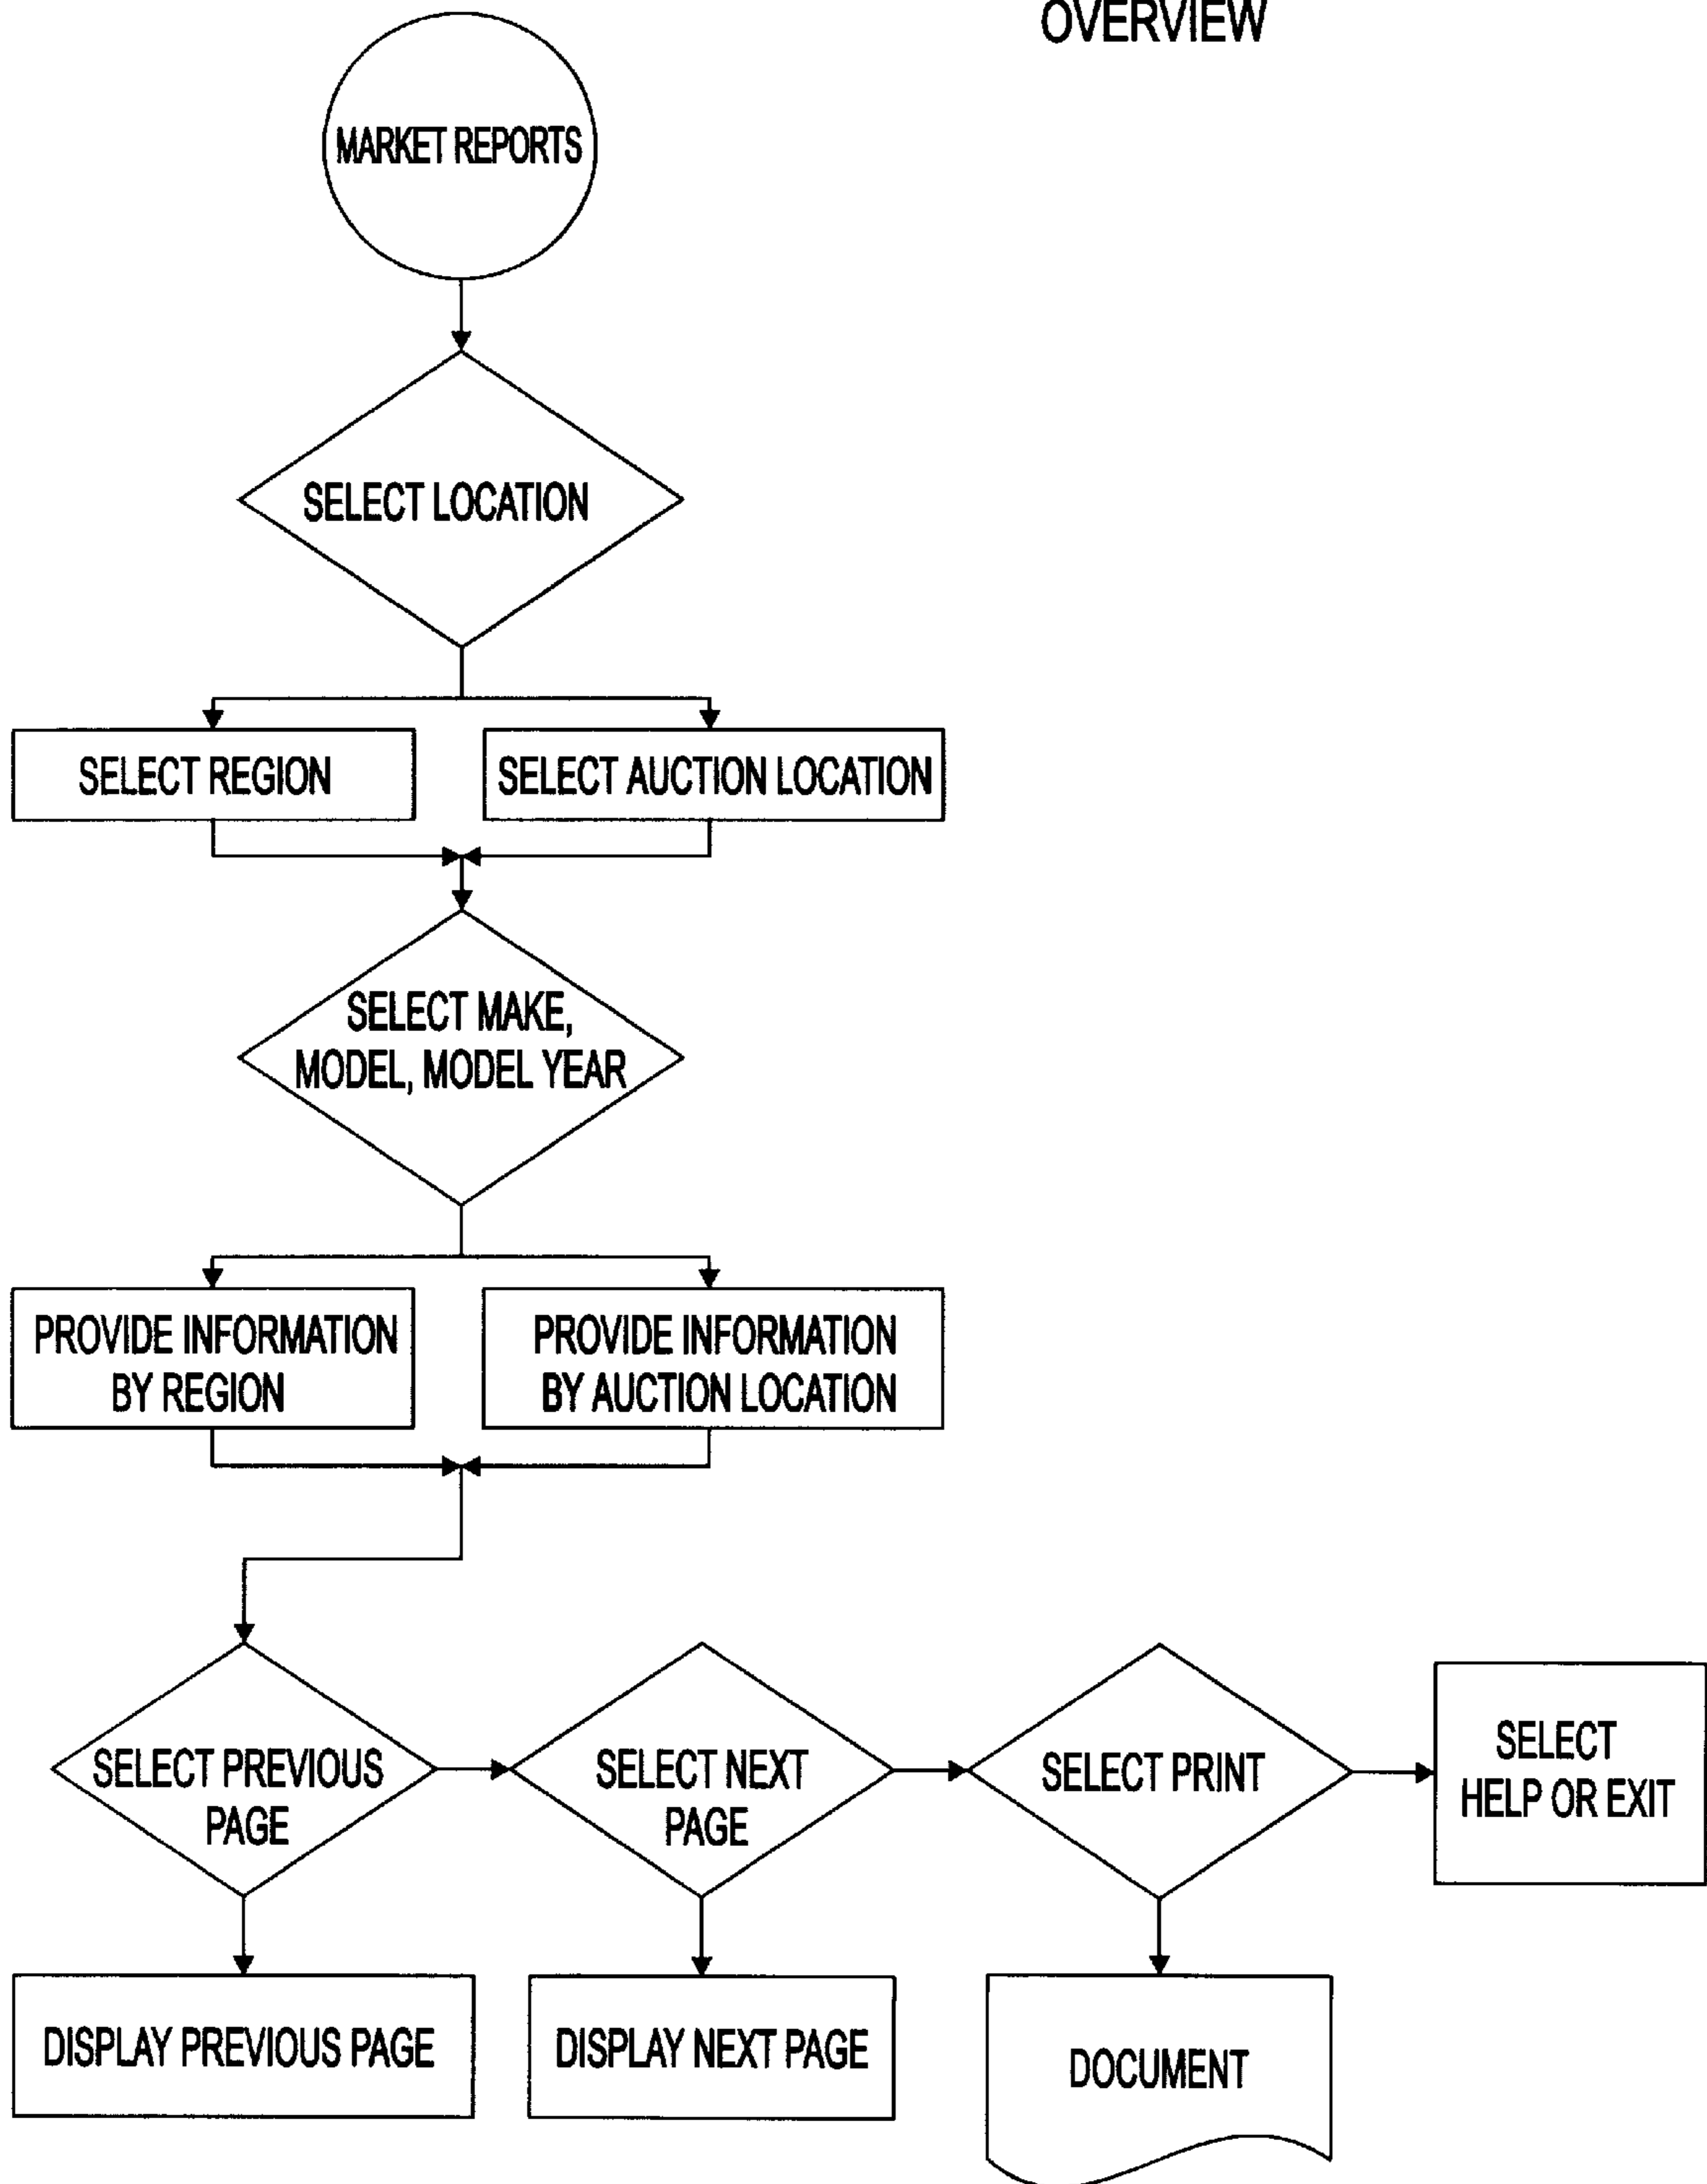 OVERVIEW
MARKET REPORTS
SELECT LOCATION
SELECT REGION
SELECT AUCTION LOCATION
SELECT MAKE,
MODEL, MODEL YEAR
PROVIDE INFORMATION
BY REGION
PROVIDE INFORMATION
BY AUCTION LOCATION
SELECT PREVIOUS
PAGE
SELECT NEXT
PAGE
SELECT PRINT
SELECT
HELP OR EXIT
DISPLAY PREVIOUS PAGE
DISPLAY NEXT PAGE
DOCUMENT